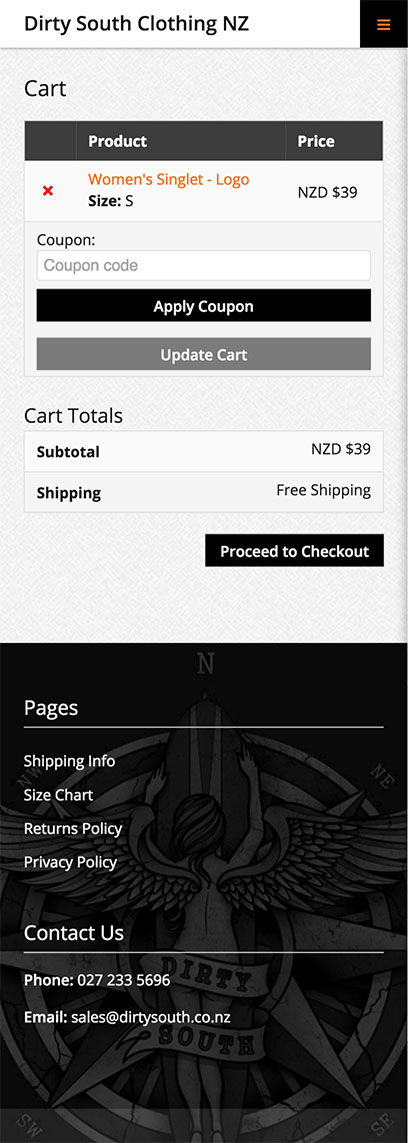 Dirty South Clothing NZ
Cart
Product Price
Women's Singlet - Logo
Size: S
NZD $39
Coupon:
Coupon code
Apply Coupon
Update Cart
Cart Totals
Subtotal NZD $39
Shipping Free Shipping
Proceed to Checkout
N
Pages
Shipping Info
NW NE
Size Chart
Returns Policy
Privacy Policy
Contact Us
DIRTY
Phone: 027 233 5696
Email: sales@dirtysouth.co.nz
SOUTH
SW SE